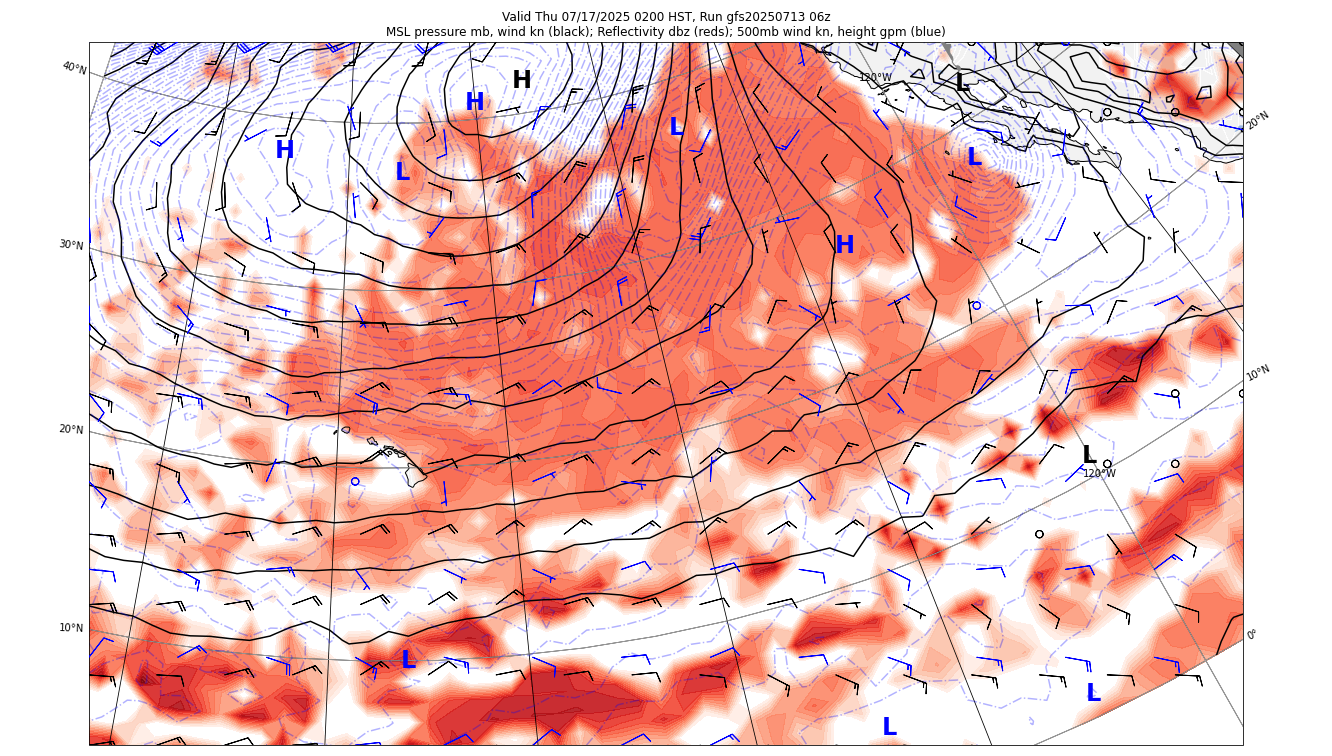 Valid Thu 07/17/2025 0200 HST, Run gfs20250713 06z
MSL pressure mb, wind kn (black); Reflectivity dbz (reds); 500mb wind kn, height gpm (blue)
40°N
120°W
L
H
H
20°N
L
H
L
L
30°N
H
10°N
20°N
L
120°W
10°N
0°
L
L
L